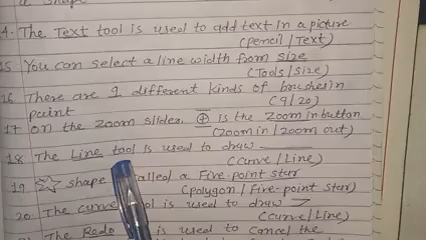 shape
4. The Text tool is used to add text in a picture
(pencil / Text)
15 You can select a line width from size
(Tools / Size)
16 There are 9 different kinds of brushes in
paint
(9 / 20)
17 on the Zoom slider, ⊕ is the Zoom in button
(Zoom in / Zoom out)
18 The Line tool is used to draw ______
(Curve / Line)
19 shape called a Five-point star
(polygon / Five-point star)
20. The curve is used to draw
(Curve / Line)
The Redo is used to cancel the